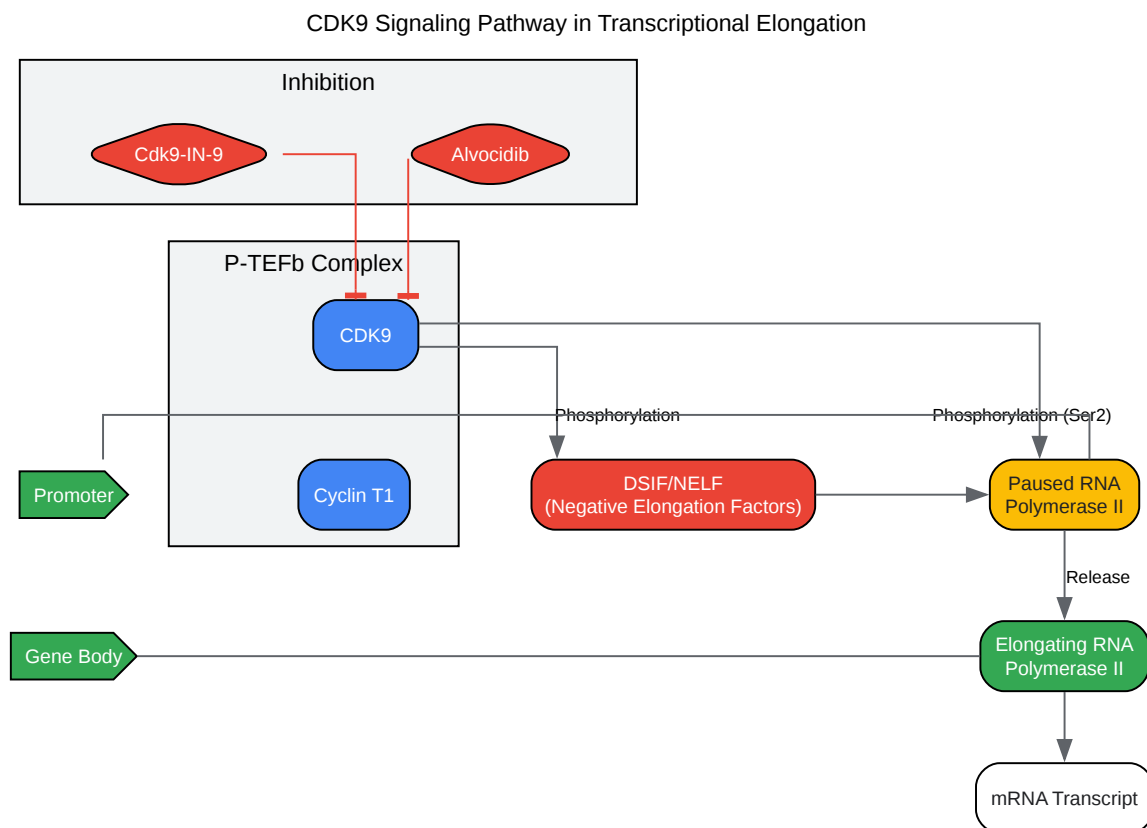 CDK9 Signaling Pathway in Transcriptional Elongation
Inhibition
Cdk9-IN-9
Alvocidib
P-TEFb Complex
CDK9
Phosphorylation
Phosphorylation (Ser2)
Promoter
Cyclin T1
DSIF/NELF
(Negative Elongation Factors)
Paused RNA
Polymerase II
Release
Gene Body
Elongating RNA
Polymerase II
mRNA Transcript